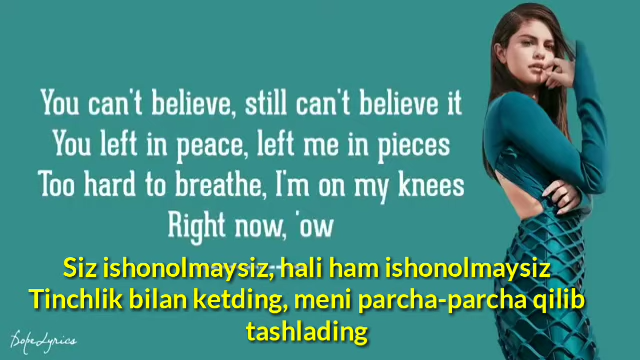 You can't believe, still can't believe it
You left in peace, left me in pieces
Too hard to breathe, I'm on my knees
Right now, 'ow
Siz ishonolmaysiz, hali ham ishonolmaysiz
Tinchlik bilan ketding, meni parcha-parcha qilib
tashlading
BopeLyrics